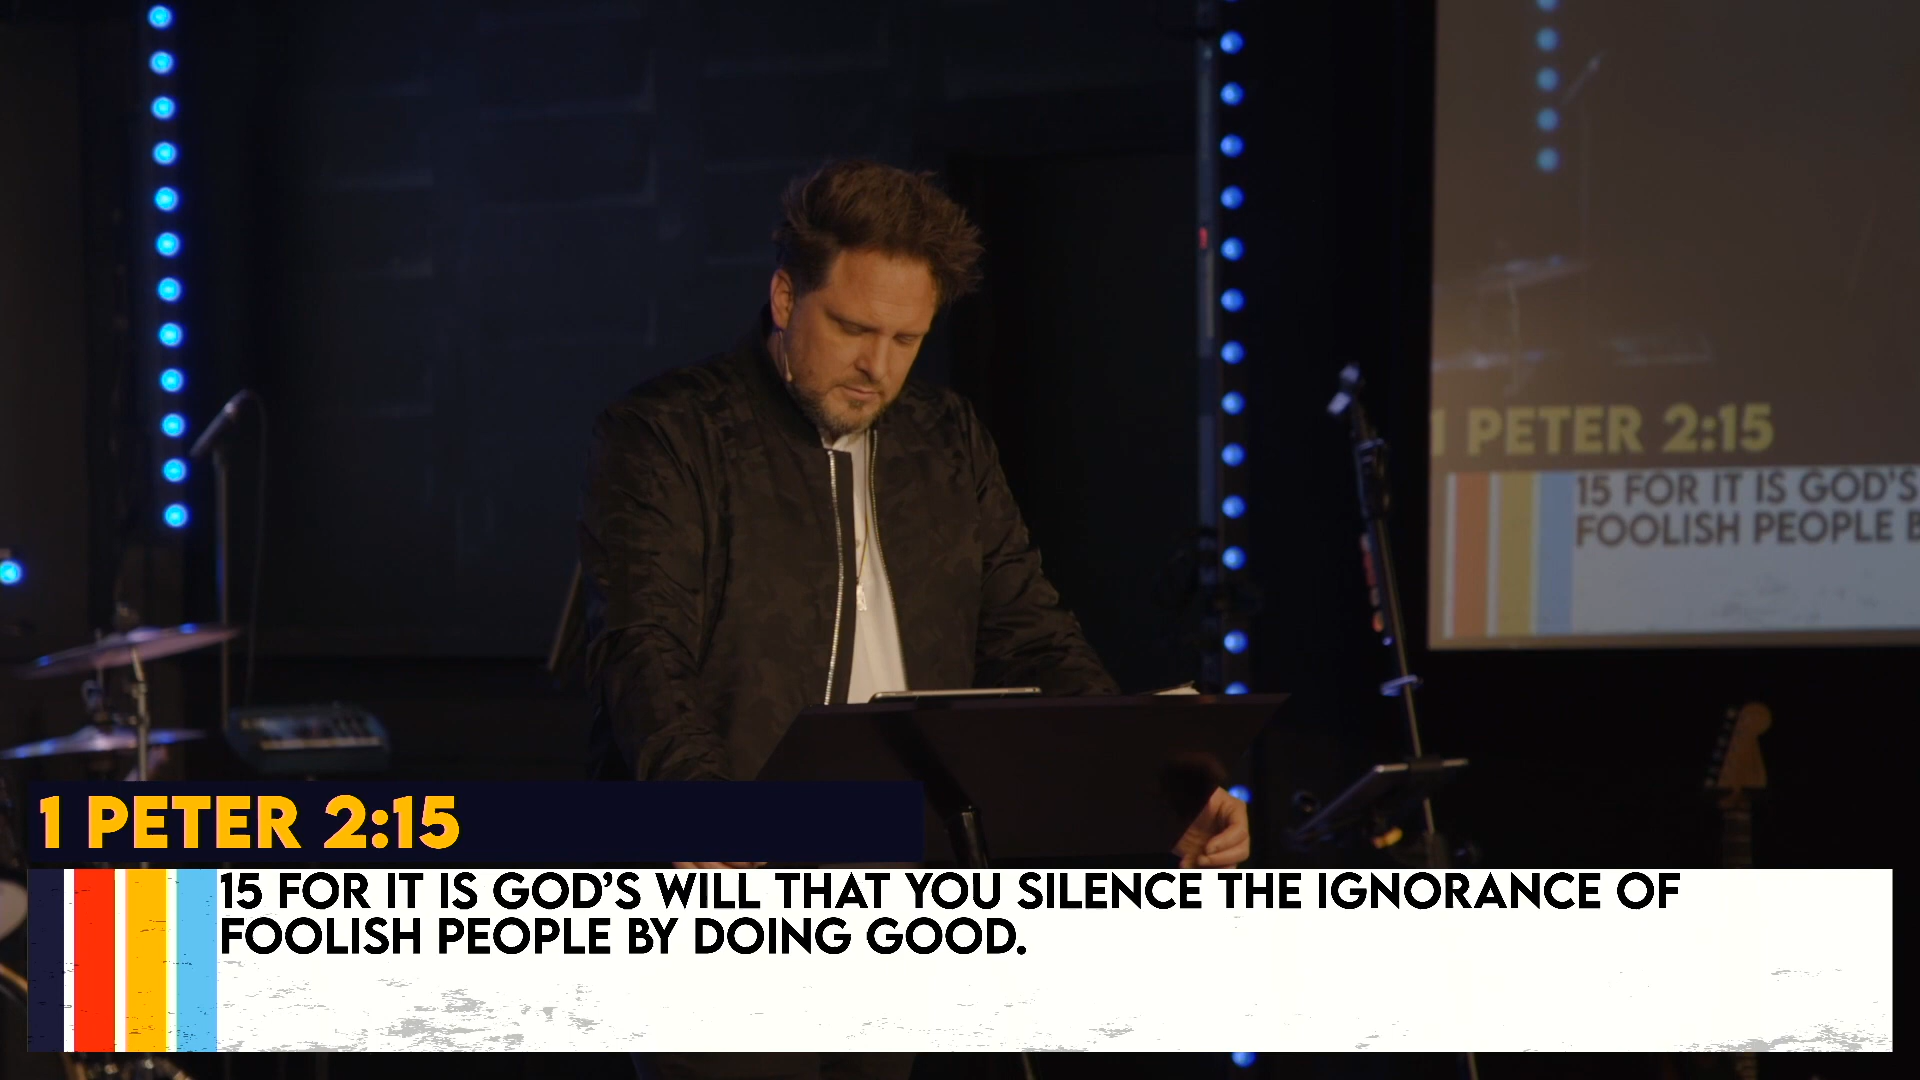 1 PETER 2:15
15 FOR IT IS GOD'S
FOOLISH PEOPLE B
1 PETER 2:15
15 FOR IT IS GOD’S WILL THAT YOU SILENCE THE IGNORANCE OF
FOOLISH PEOPLE BY DOING GOOD.